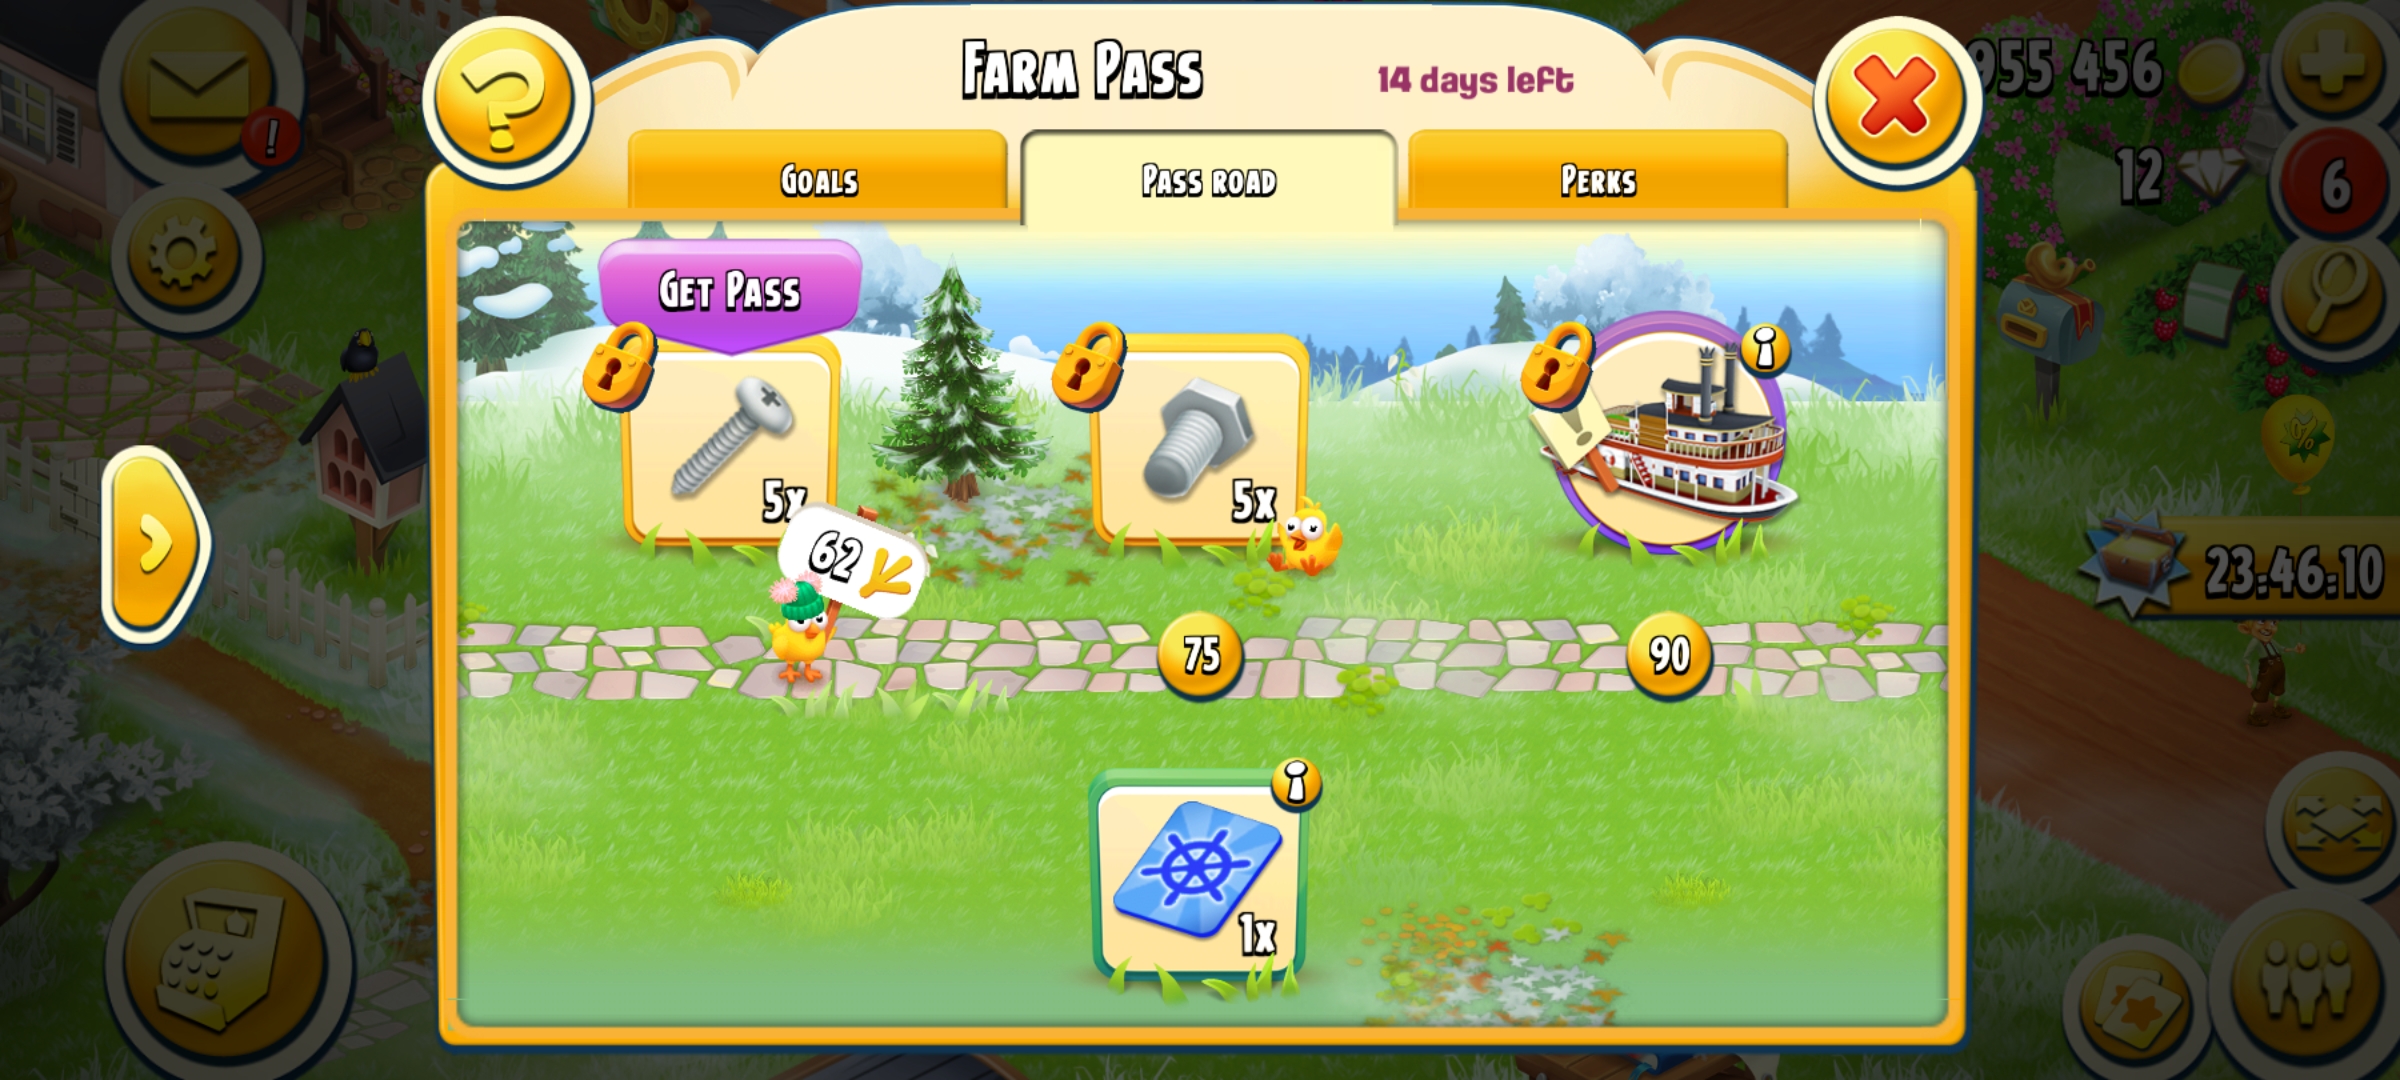 Farm Pass
14 days left
Goals
Pass road
Perks
955 456
12
6
Get Pass
5x
5x
62
75
90
23:46:10
1x